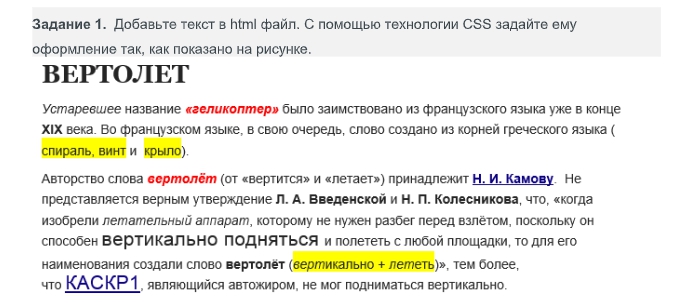 Задание 1. Добавьте текст в html файл. С помощью технологии CSS задайте ему
оформление так, как показано на рисунке.
ВЕРТОЛЕТ
Устаревшее название «геликоптер» было заимствовано из французского языка уже в конце
XIX века. Во французском языке, в свою очередь, слово создано из корней греческого языка (
спираль, винт и крыло).
Авторство слова вертолёт (от «вертится» и «летает») принадлежит Н. И. Камову. Не
представляется верным утверждение Л. А. Введенской и Н. П. Колесникова, что, «когда
изобрели летательный аппарат, которому не нужен разбег перед взлётом, поскольку он
способен вертикально подняться и полететь с любой площадки, то для его
наименования создали слово вертолёт (вертикально + лететь)», тем более,
что КАСКР1, являющийся автожиром, не мог подниматься вертикально.